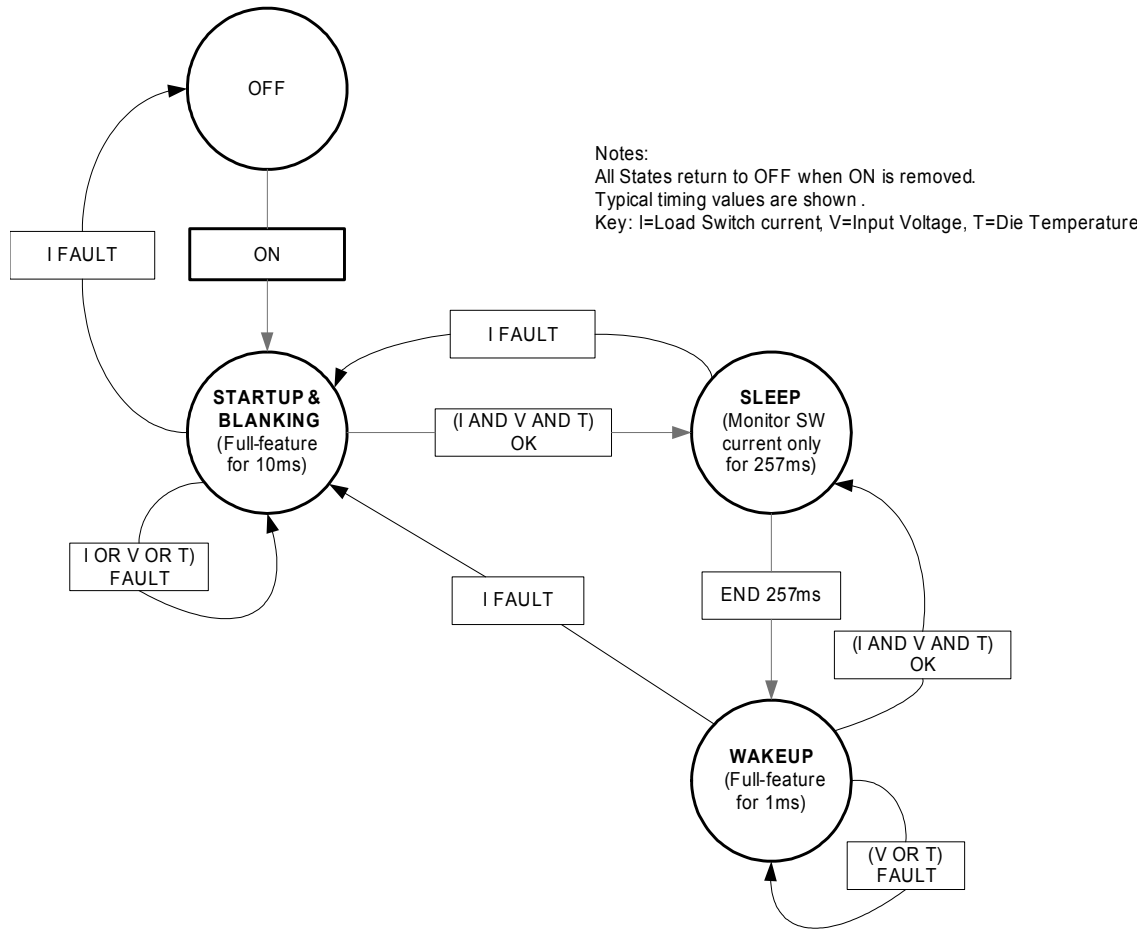 OFF
Notes:
All States return to OFF when ON is removed.
Typical timing values are shown .
Key: I=Load Switch current, V=Input Voltage, T=Die Temperature
I FAULT
ON
I FAULT
STARTUP &
BLANKING
(Full-feature
for 10ms)
(I AND V AND T)
OK
SLEEP
(Monitor SW
current only
for 257ms)
I OR V OR T)
FAULT
I FAULT
END 257ms
(I AND V AND T)
OK
WAKEUP
(Full-feature
for 1ms)
(V OR T)
FAULT